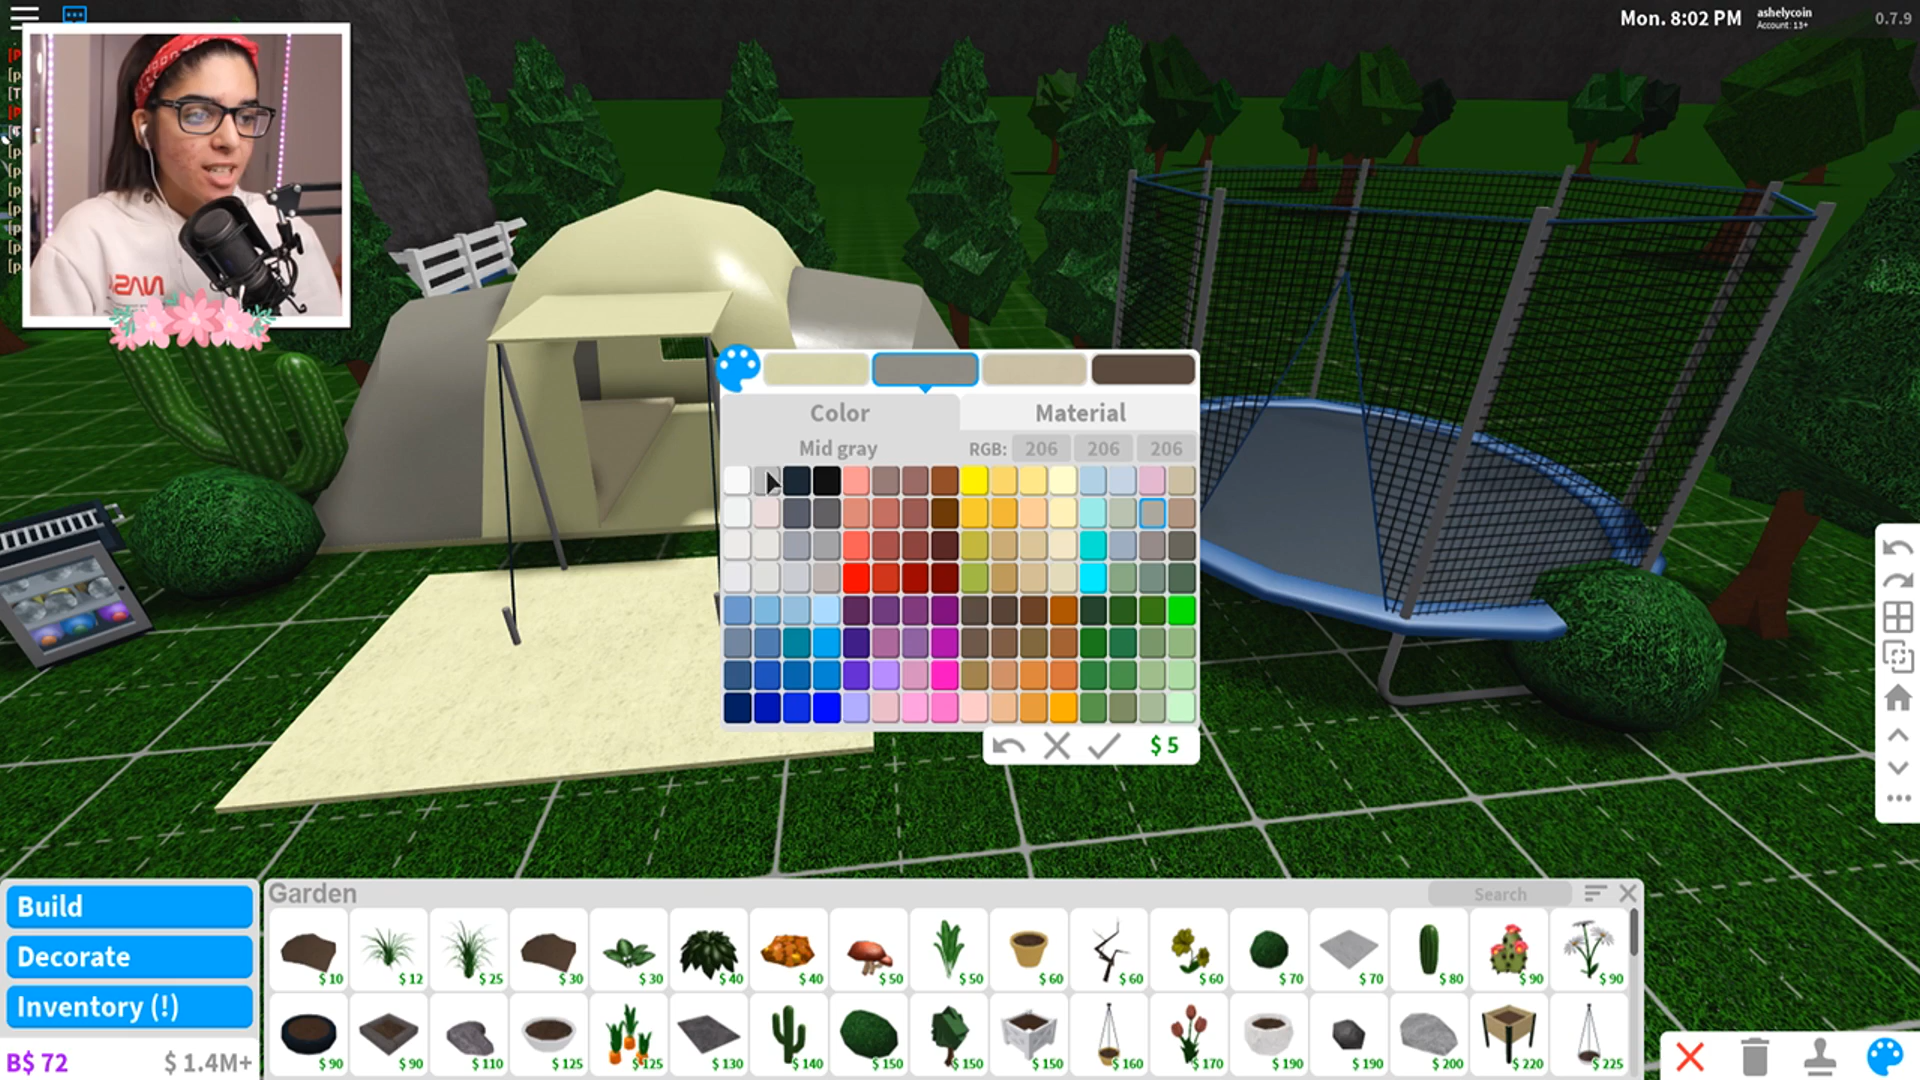 Mon. 8:02 PM
ashelycoin
Account: 13+
0.7.9
[P
[p
[T
[P
[p
[p
[p
[p
[p
[p
[p
NASA
Color
Material
Mid gray
RGB: 206 206 206
$ 5
Build
Decorate
Inventory (!)
B$ 72
$ 1.4M+
Garden
Search
$ 10
$ 12
$ 25
$ 30
$ 30
$ 40
$ 40
$ 50
$ 50
$ 60
$ 60
$ 60
$ 70
$ 70
$ 80
$ 90
$ 90
$ 90
$ 90
$ 110
$ 125
$ 125
$ 130
$ 140
$ 150
$ 150
$ 150
$ 160
$ 170
$ 190
$ 190
$ 200
$ 220
$ 225